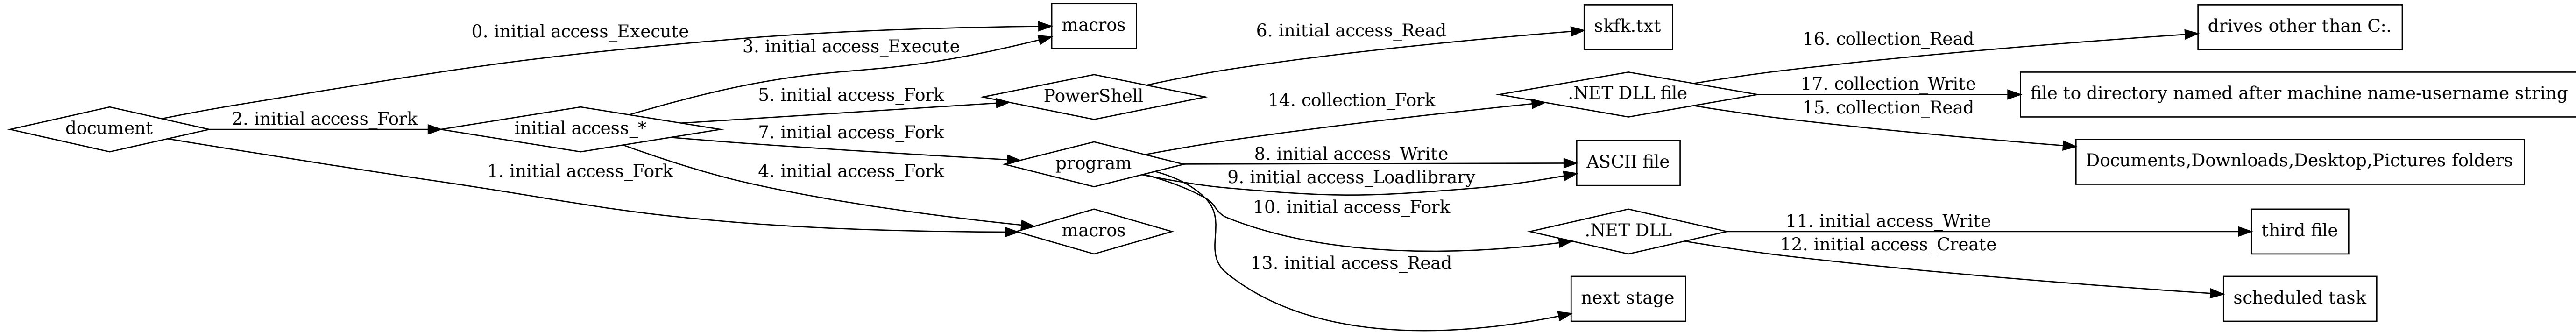 0. initial access_Execute
macros
6. initial access_Read
skfk.txt
16. collection_Read
drives other than C:.
3. initial access_Execute
5. initial access_Fork
PowerShell
14. collection_Fork
.NET DLL file
17. collection_Write
file to directory named after machine name-username string
15. collection_Read
document
2. initial access_Fork
initial access_*
7. initial access_Fork
program
8. initial access_Write
ASCII file
Documents,Downloads,Desktop,Pictures folders
9. initial access_Loadlibrary
1. initial access_Fork
4. initial access_Fork
10. initial access_Fork
macros
.NET DLL
11. initial access_Write
third file
12. initial access_Create
13. initial access_Read
next stage
scheduled task